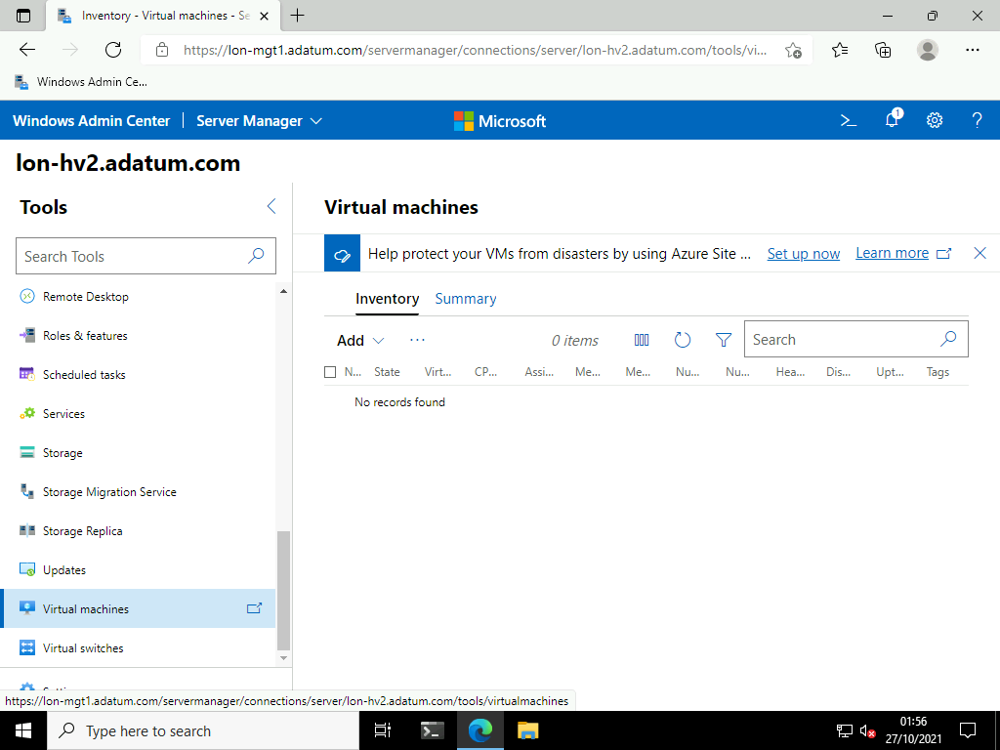 Inventory - Virtual machines - Se
https://lon-mgt1.adatum.com/servermanager/connections/server/lon-hv2.adatum.com/tools/vi...
Windows Admin Ce...
Windows Admin Center
Server Manager
Microsoft
1
?
lon-hv2.adatum.com
Tools
Search Tools
Remote Desktop
Roles & features
Scheduled tasks
Services
Storage
Storage Migration Service
Storage Replica
Updates
Virtual machines
Virtual switches
Virtual machines
Help protect your VMs from disasters by using Azure Site ... Set up now Learn more
Inventory Summary
Add ... 0 items Search
N... State Virt... CP... Assi... Me... Me... Nu... Nu... Hea... Dis... Upt... Tags
No records found
https://lon-mgt1.adatum.com/servermanager/connections/server/lon-hv2.adatum.com/tools/virtualmachines
Type here to search
01:56
27/10/2021